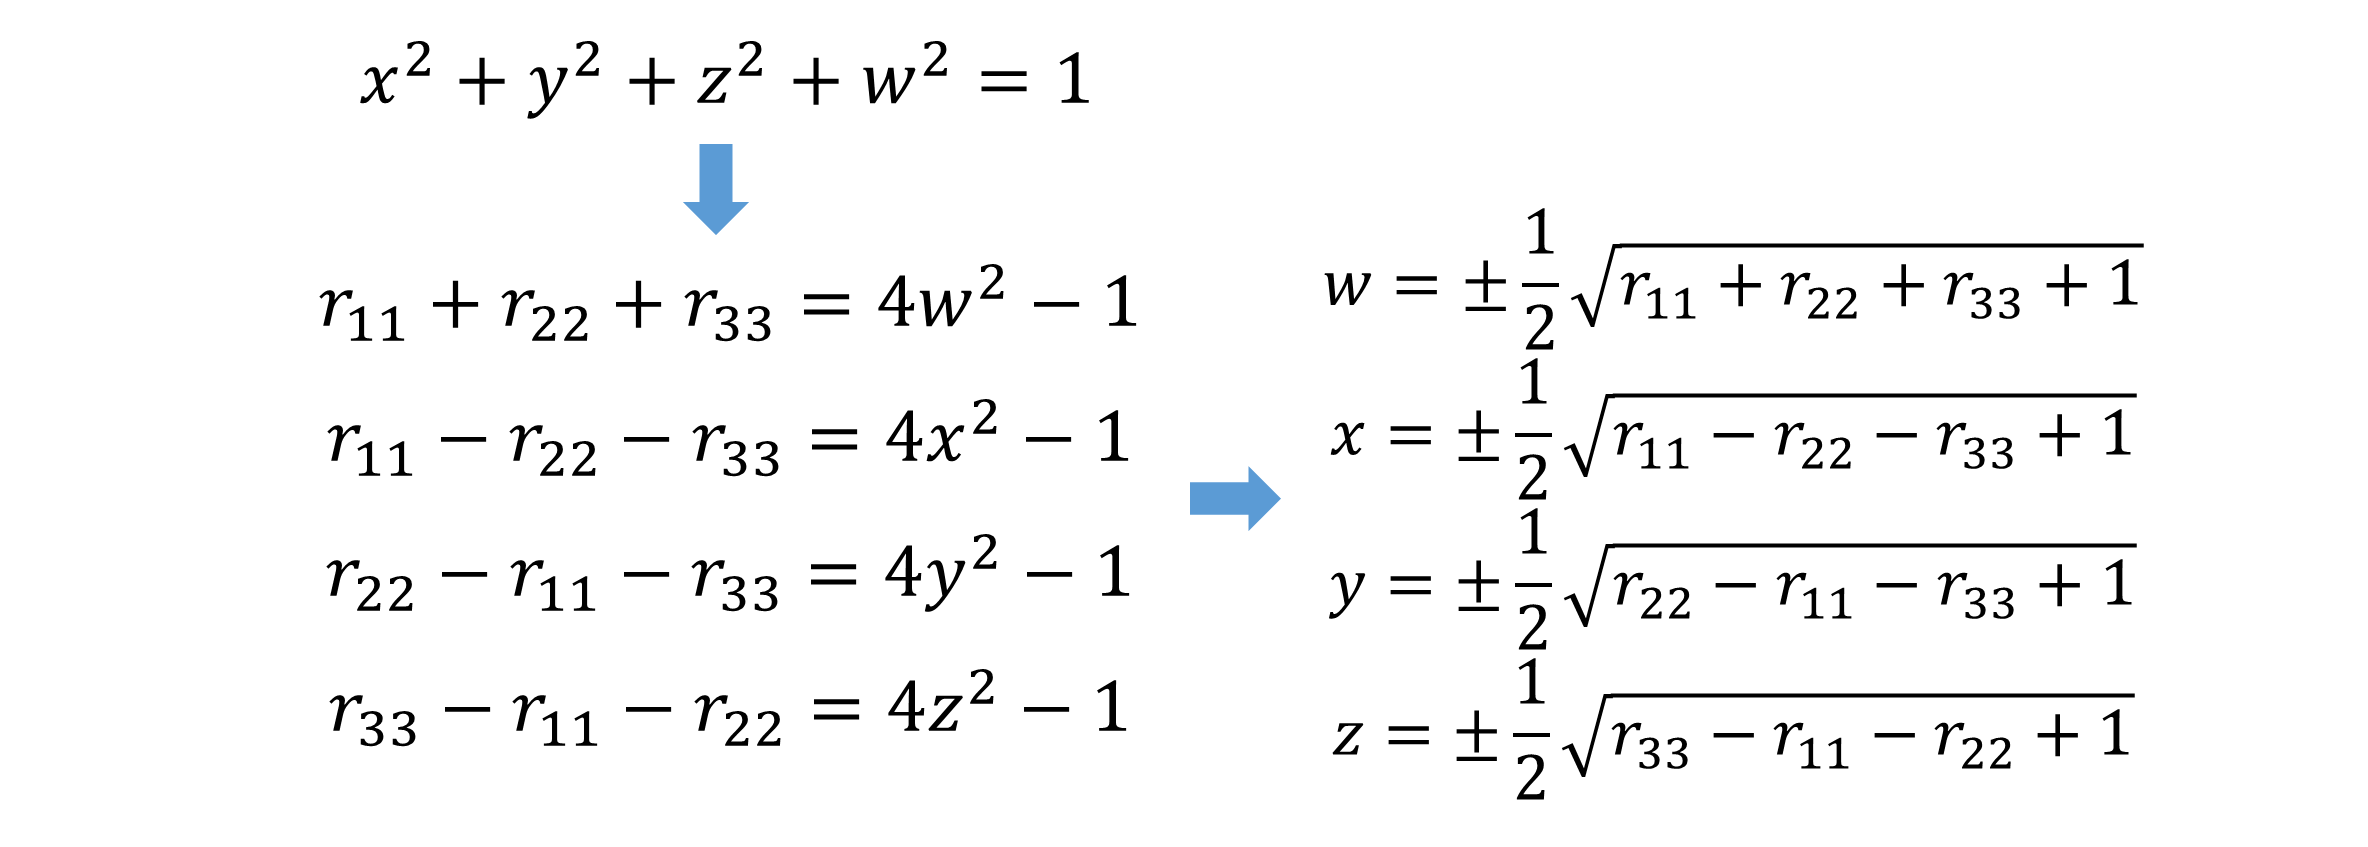 x² + y² + z² + w² = 1
r₁₁ + r₂₂ + r₃₃ = 4w² − 1
r₁₁ − r₂₂ − r₃₃ = 4x² − 1
r₂₂ − r₁₁ − r₃₃ = 4y² − 1
r₃₃ − r₁₁ − r₂₂ = 4z² − 1
w = ± 1/2 √(r₁₁ + r₂₂ + r₃₃ + 1)
x = ± 1/2 √(r₁₁ − r₂₂ − r₃₃ + 1)
y = ± 1/2 √(r₂₂ − r₁₁ − r₃₃ + 1)
z = ± 1/2 √(r₃₃ − r₁₁ − r₂₂ + 1)